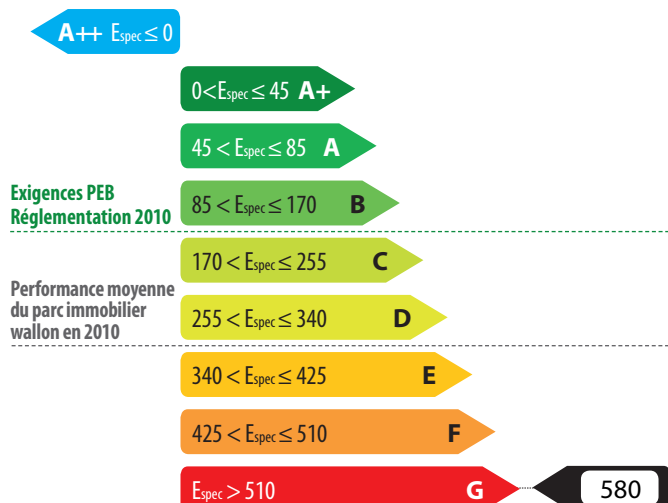 A++ Espec ≤ 0
0 < Espec ≤ 45 A+
45 < Espec ≤ 85 A
Exigences PEB
Réglementation 2010
85 < Espec ≤ 170 B
170 < Espec ≤ 255 C
Performance moyenne
du parc immobilier
wallon en 2010
255 < Espec ≤ 340 D
340 < Espec ≤ 425 E
425 < Espec ≤ 510 F
Espec > 510 G 580